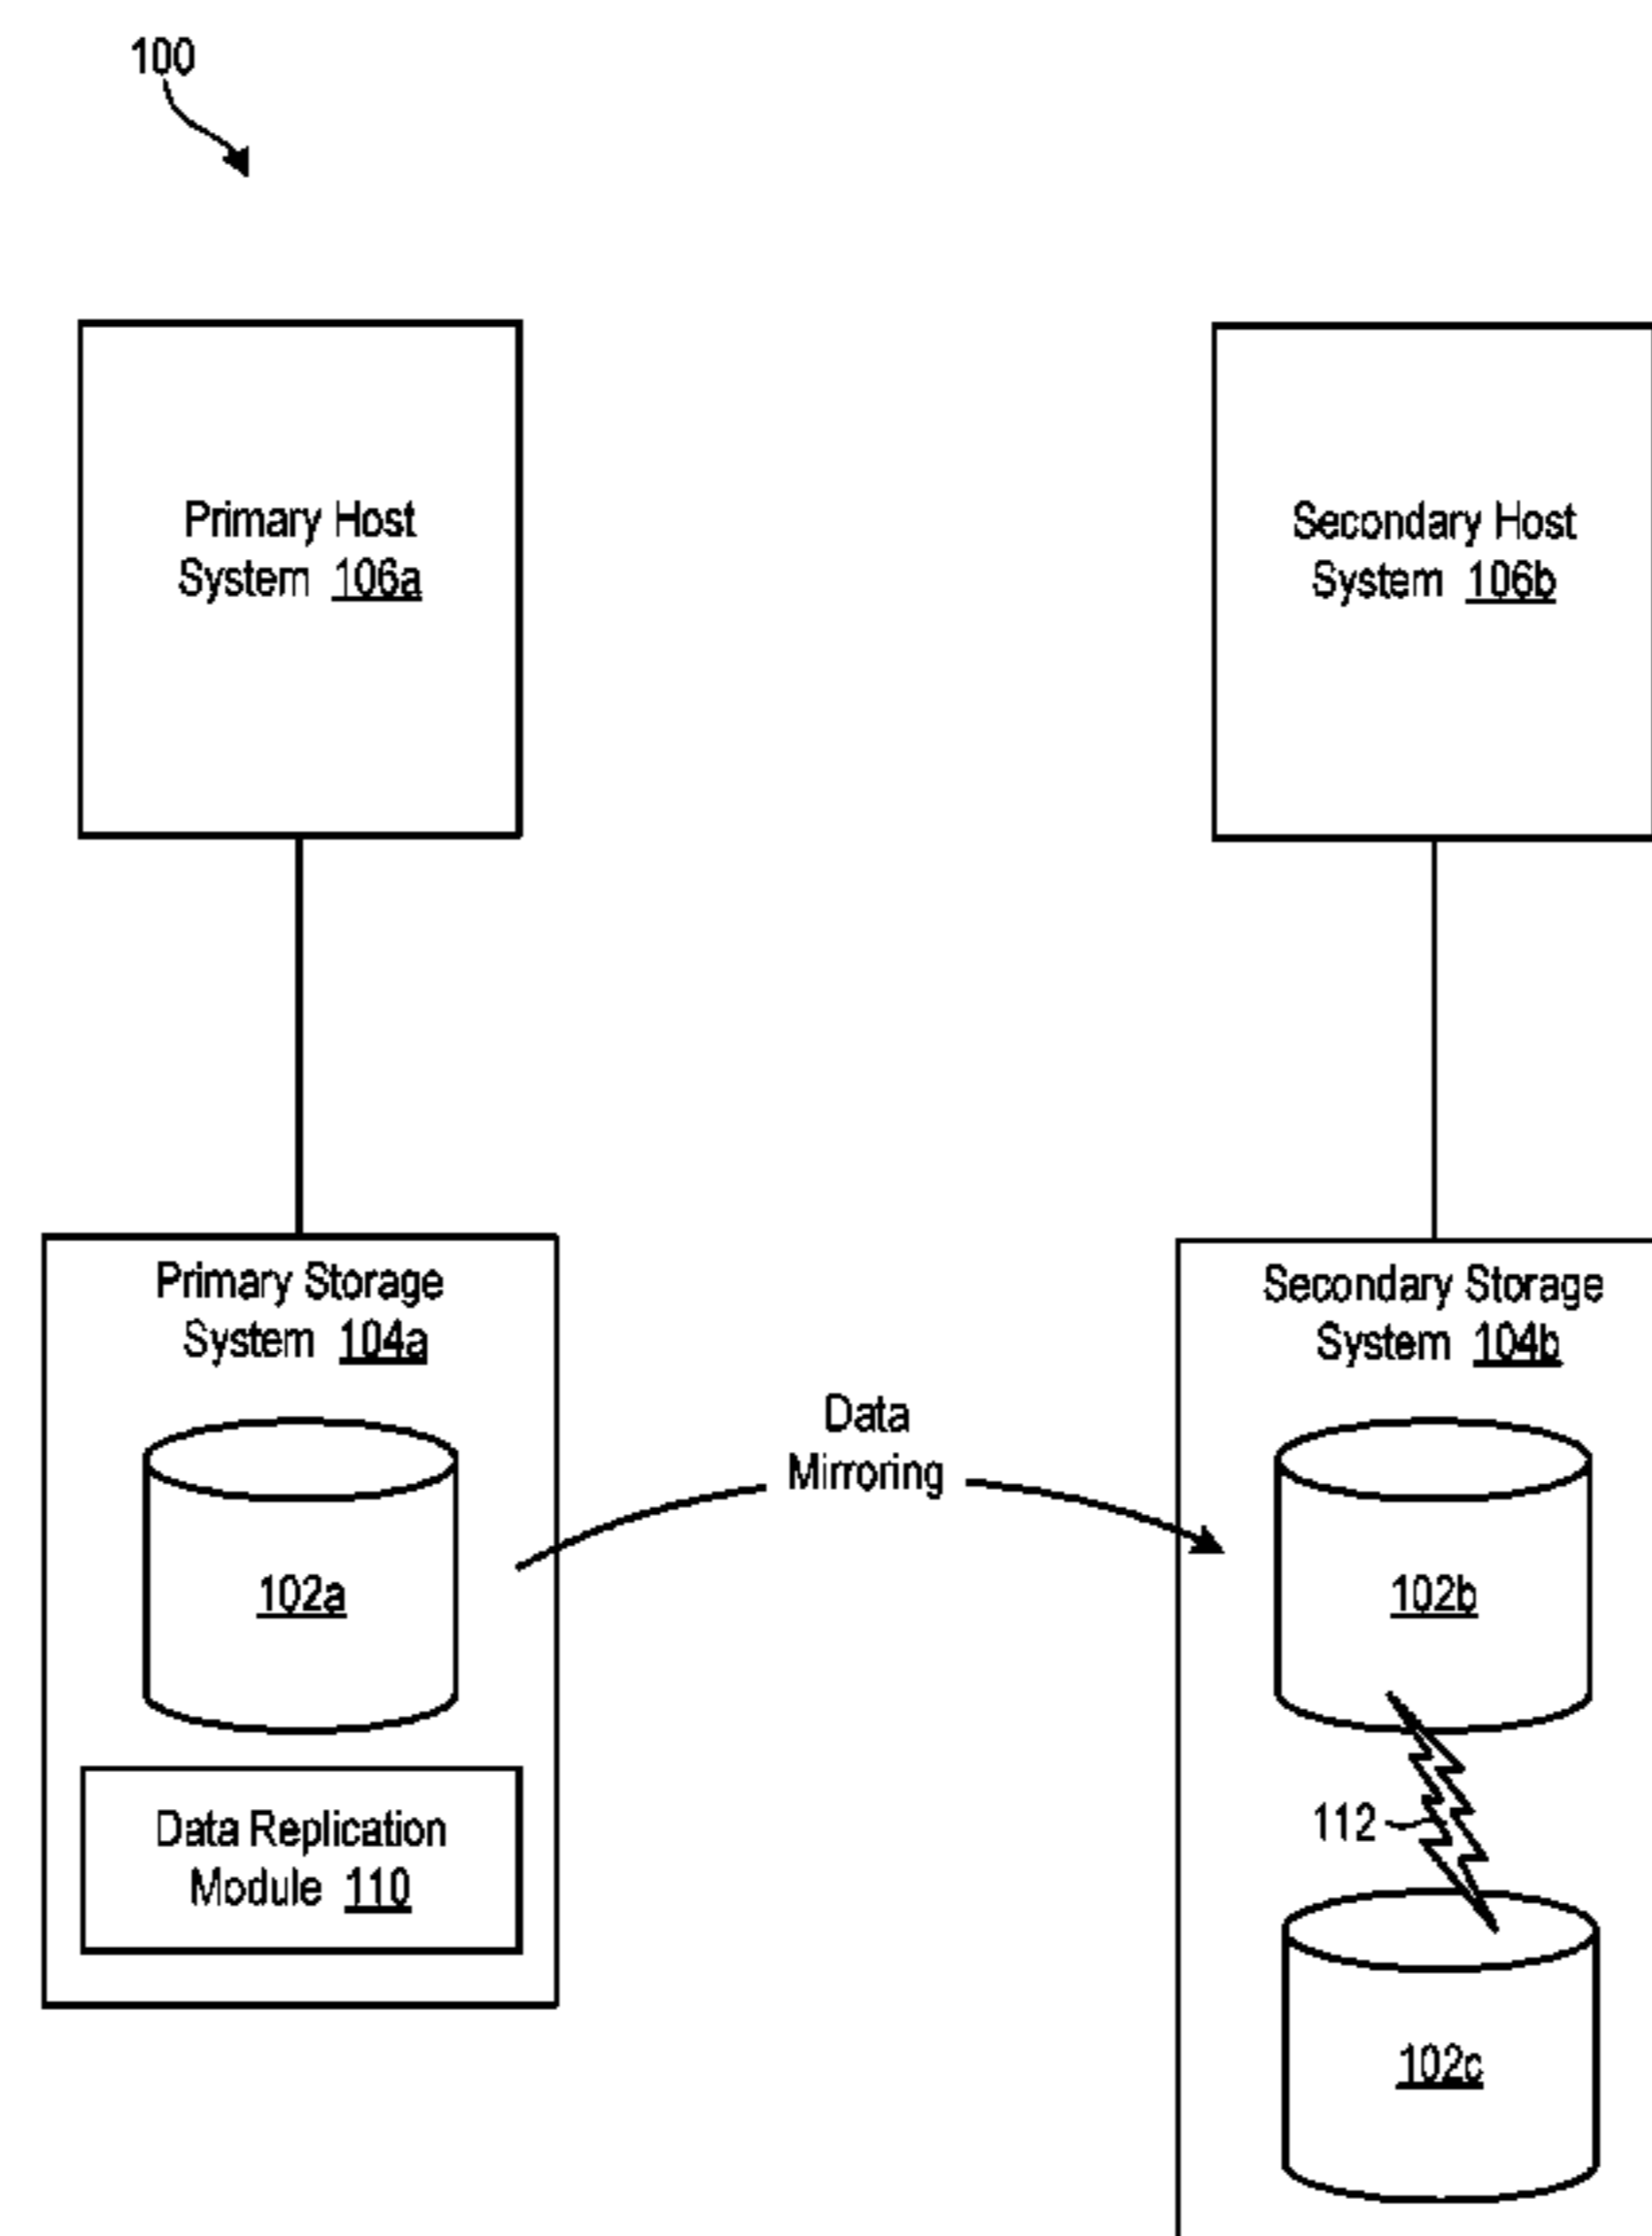 100
Primary Host
System 106a
Secondary Host
System 106b
Primary Storage
System 104a
102a
Data Replication
Module 110
Data
Mirroring
Secondary Storage
System 104b
102b
112
102c